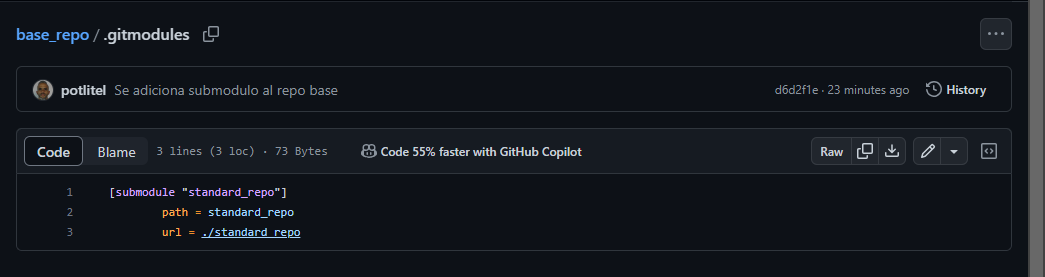 base_repo / .gitmodules
...
potlitel Se adiciona submodulo al repo base d6d2f1e · 23 minutes ago History
Code Blame 3 lines (3 loc) · 73 Bytes Code 55% faster with GitHub Copilot Raw
1 [submodule "standard_repo"]
2 path = standard_repo
3 url = ./standard_repo